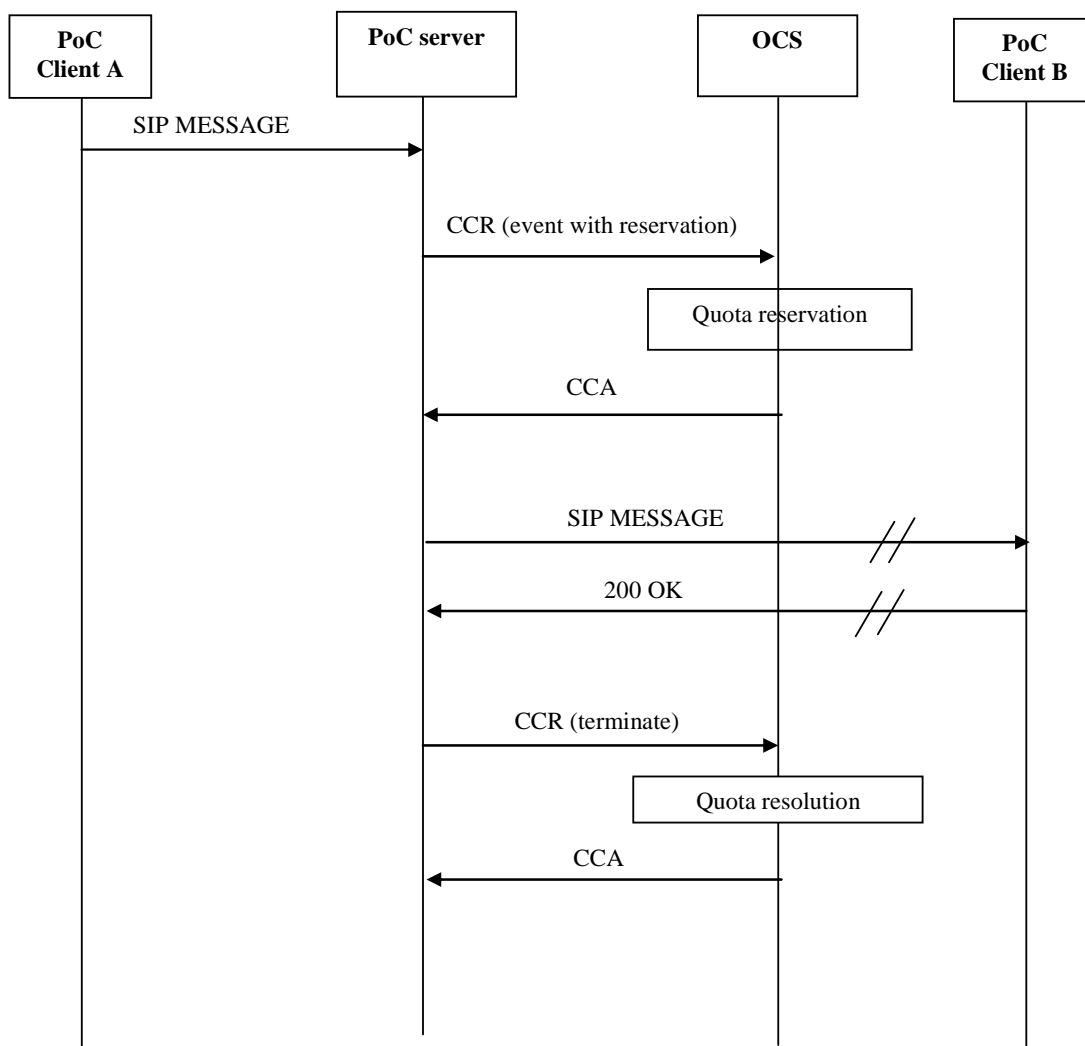 PoC
Client A
PoC server
OCS
PoC
Client B
SIP MESSAGE
CCR (event with reservation)
Quota reservation
CCA
SIP MESSAGE
200 OK
CCR (terminate)
Quota resolution
CCA